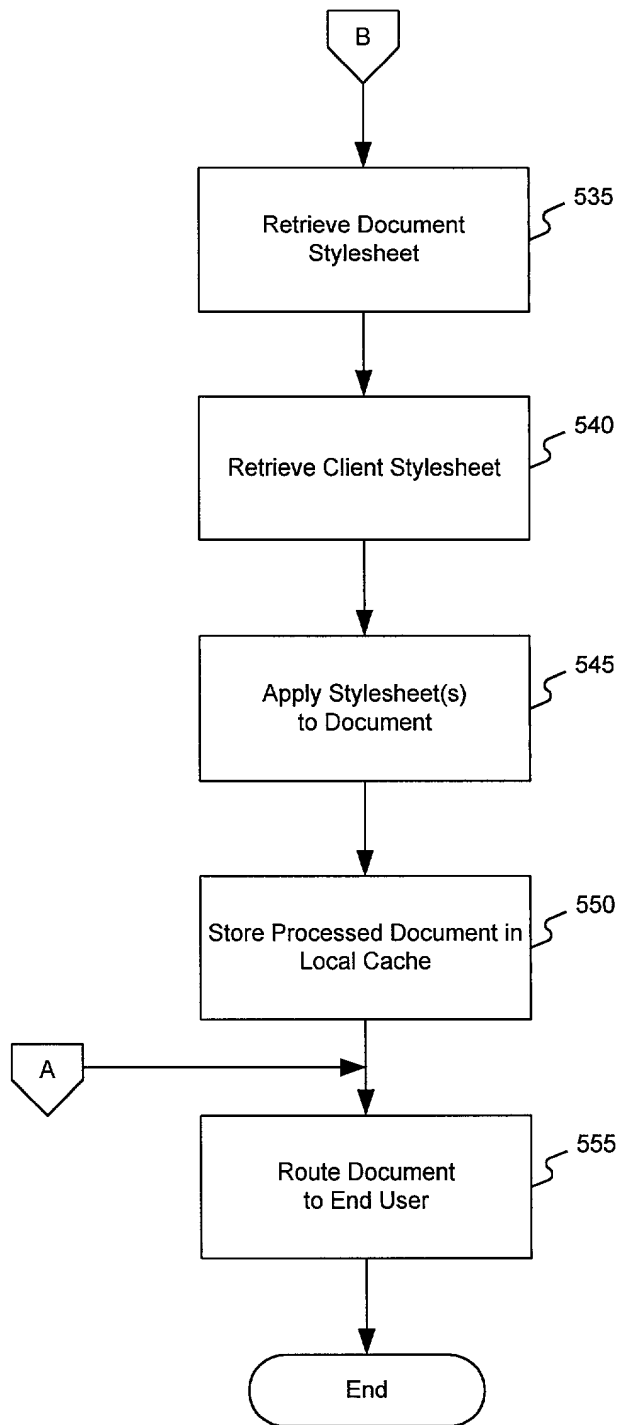 B
Retrieve Document
Stylesheet
535
Retrieve Client Stylesheet
540
Apply Stylesheet(s)
to Document
545
Store Processed Document in
Local Cache
550
A
Route Document
to End User
555
End